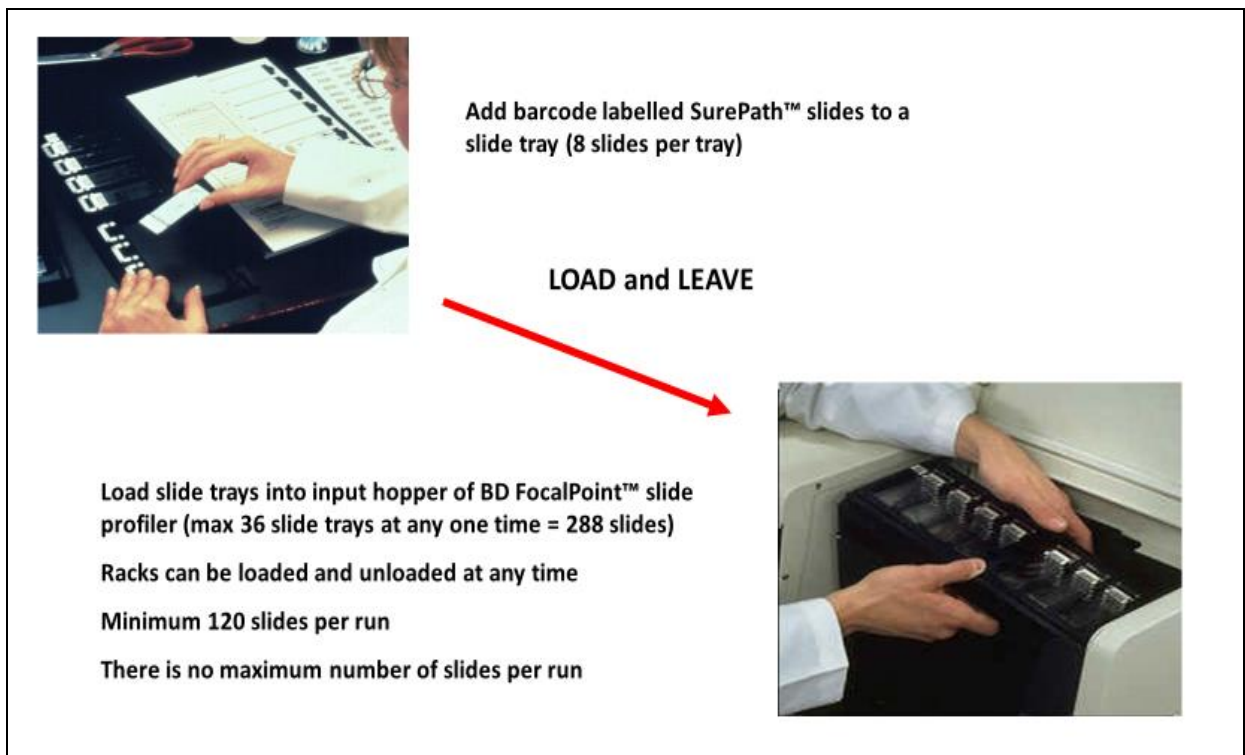 Add barcode labelled SurePath™ slides to a
slide tray (8 slides per tray)
LOAD and LEAVE
Load slide trays into input hopper of BD FocalPoint™ slide
profiler (max 36 slide trays at any one time = 288 slides)
Racks can be loaded and unloaded at any time
Minimum 120 slides per run
There is no maximum number of slides per run